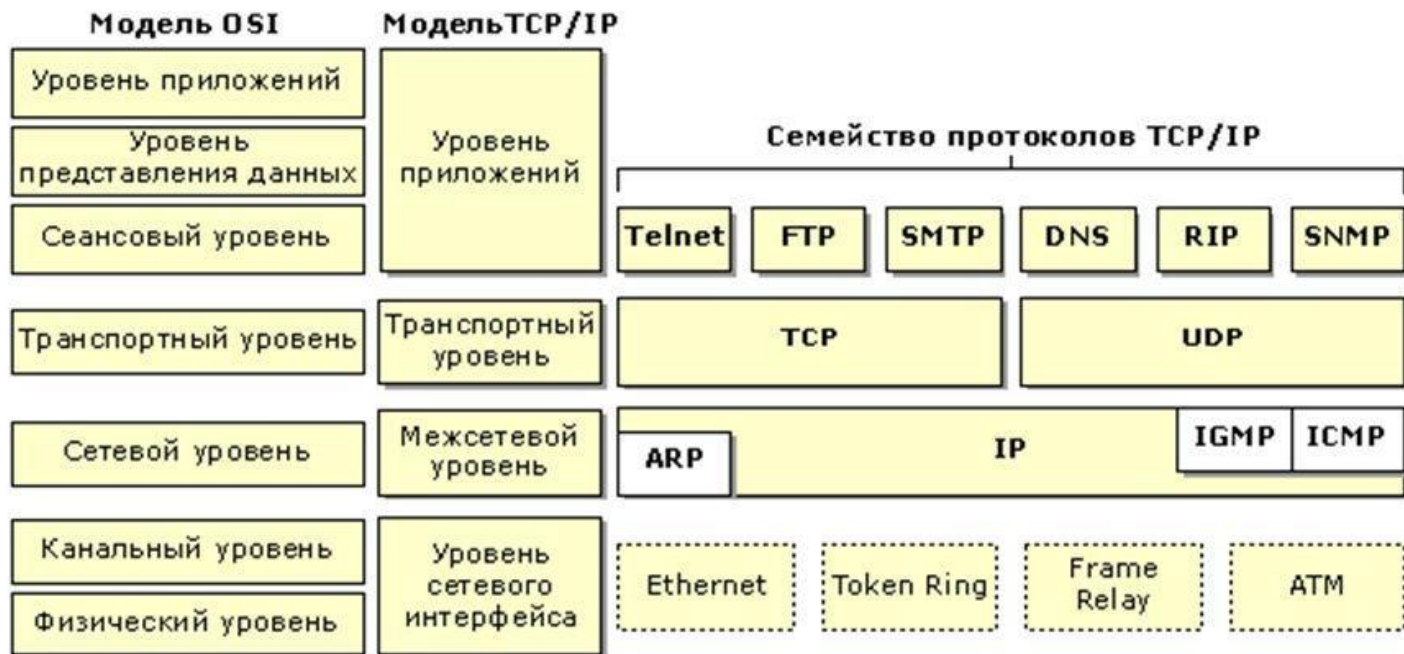 Модель OSI
МодельTCP/IP
Уровень приложений
Уровень
представления данных
Сеансовый уровень
Уровень
приложений
Семейство протоколов TCP/IP
Telnet
FTP
SMTP
DNS
RIP
SNMP
Транспортный уровень
Транспортный
уровень
TCP
UDP
Сетевой уровень
Межсетевой
уровень
ARP
IP
IGMP
ICMP
Канальный уровень
Физический уровень
Уровень
сетевого
интерфейса
Ethernet
Token Ring
Frame
Relay
ATM